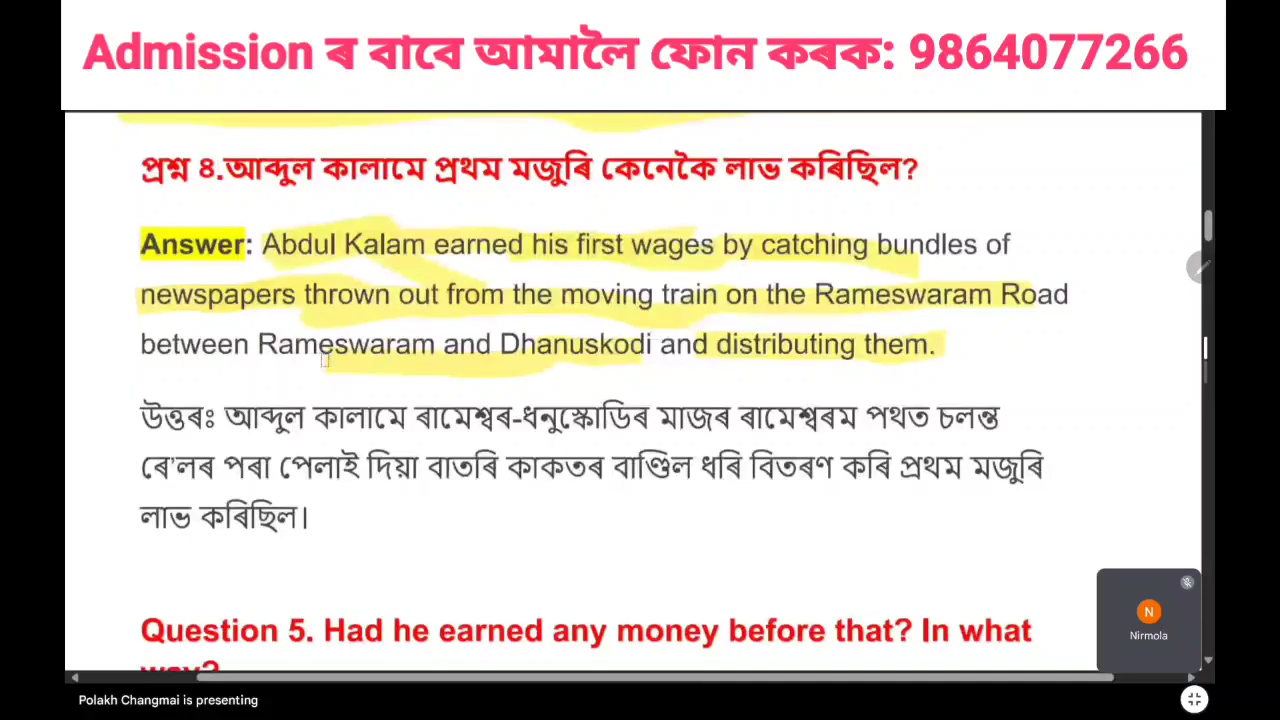 Admission ৰ বাবে আমালৈ ফোন কৰক: 9864077266
প্ৰশ্ন ৪.আব্দুল কালামে প্ৰথম মজুৰি কেনেকৈ লাভ কৰিছিল?
Answer: Abdul Kalam earned his first wages by catching bundles of
newspapers thrown out from the moving train on the Rameswaram Road
between Rameswaram and Dhanuskodi and distributing them.
উত্তৰঃ আব্দুল কালামে ৰামেশ্বৰ-ধনুস্কোডিৰ মাজৰ ৰামেশ্বৰম পথত চলন্ত
ৰে'লৰ পৰা পেলাই দিয়া বাতৰি কাকতৰ বাণ্ডিল ধৰি বিতৰণ কৰি প্ৰথম মজুৰি
লাভ কৰিছিল।
Question 5. Had he earned any money before that? In what
way?
N
Nirmola
Polakh Changmai is presenting